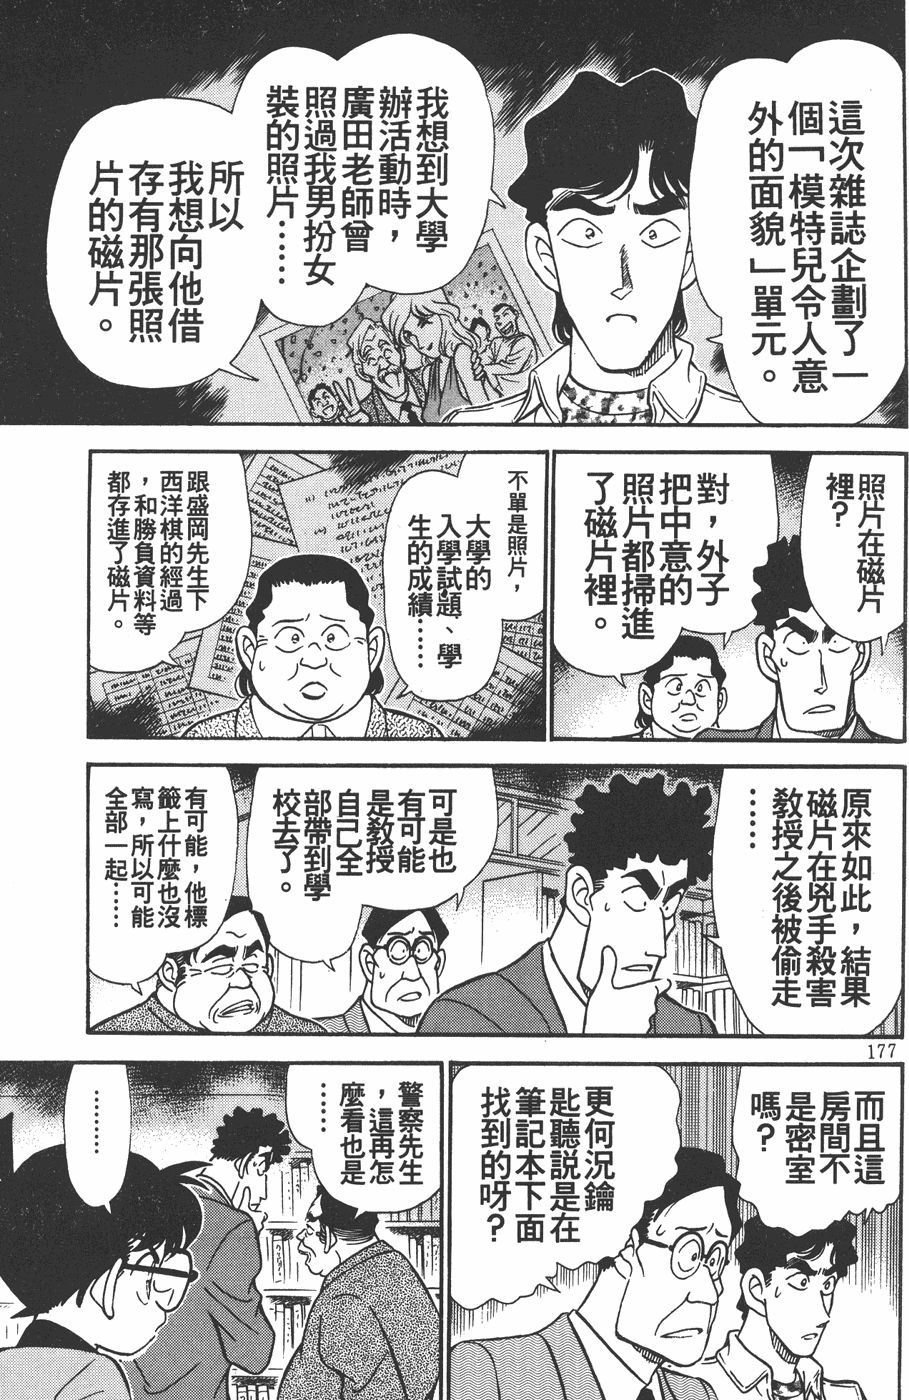 這次雜誌企劃了一
個「模特兒令人意
外的面貌」單元。
我想到大學
辦活動時，
廣田老師曾
照過我男扮女
裝的照片⋯⋯
所以
我想向他借
存有那張照
片的磁片。
照片在磁片
裡？
對，外子
把中意的
照片都掃進
了磁片裡。
不單是照片，
大學的
入學試題、學
生的成績⋯⋯
跟盛岡先生下
西洋棋的經過
，和勝負資料等
都存進了磁片。
原來如此，結果
磁片在兇手殺害
教授之後被偷走
⋯⋯
可是也
有可能
是教授
自己全
部帶到學
校去了。
有可能，他標
籤上什麼也沒
寫，所以可能
全部一起⋯⋯
177
而且這
房間不
是密室
嗎？
更何況鑰
匙聽說是在
筆記本下面
找到的呀？
警察先生
，這再怎
麼看也是
⋯⋯
⋯⋯